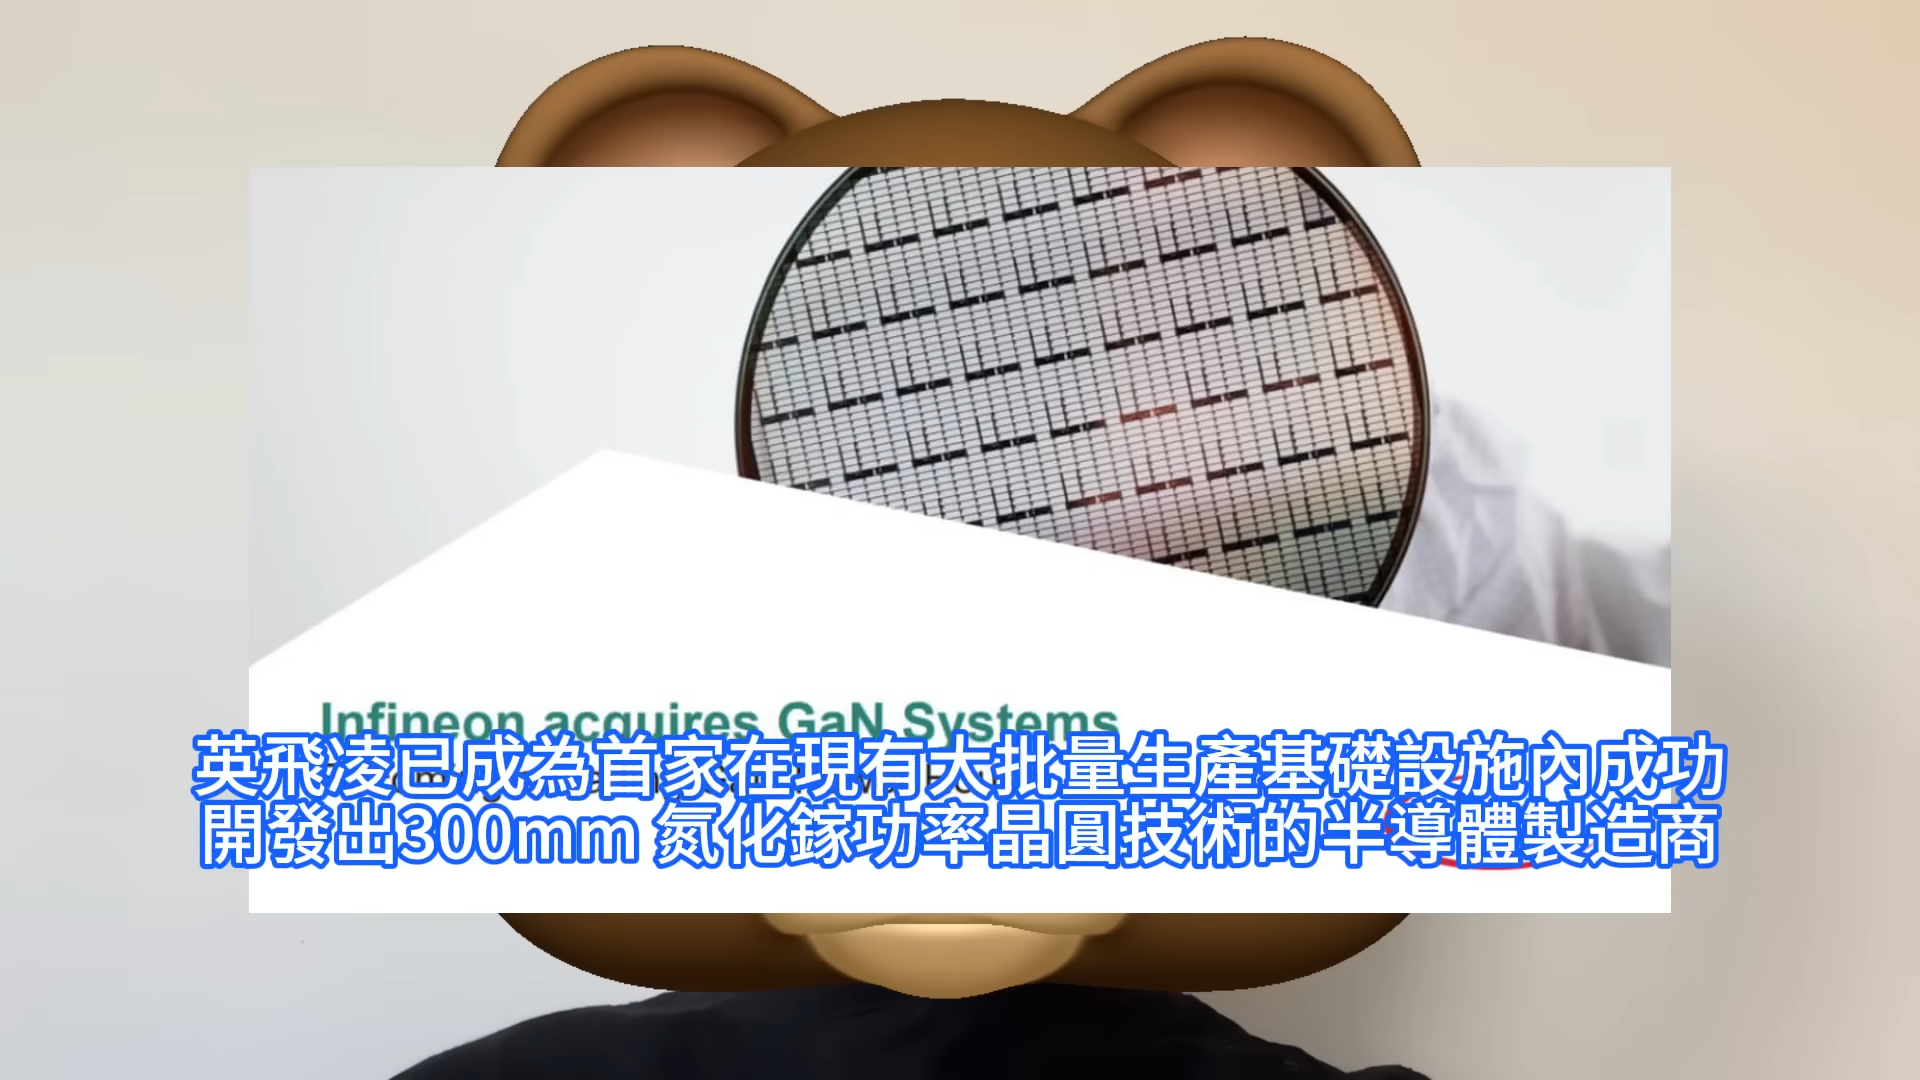 Infineon acquires GaN Systems
英飛凌已成為首家在現有大批量生產基礎設施內成功
開發出300mm 氮化鎵功率晶圓技術的半導體製造商